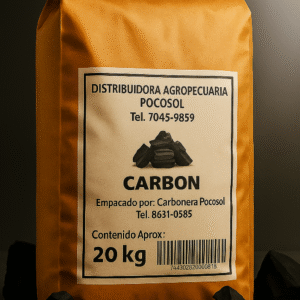 DISTRIBUIDORA AGROPECUARIA
POCOSOL
Tel. 7045-9859
CARBON
Empacado por: Carbonera Pocosol
Tel. 8631-0585
Contenido Aprox:
20 kg